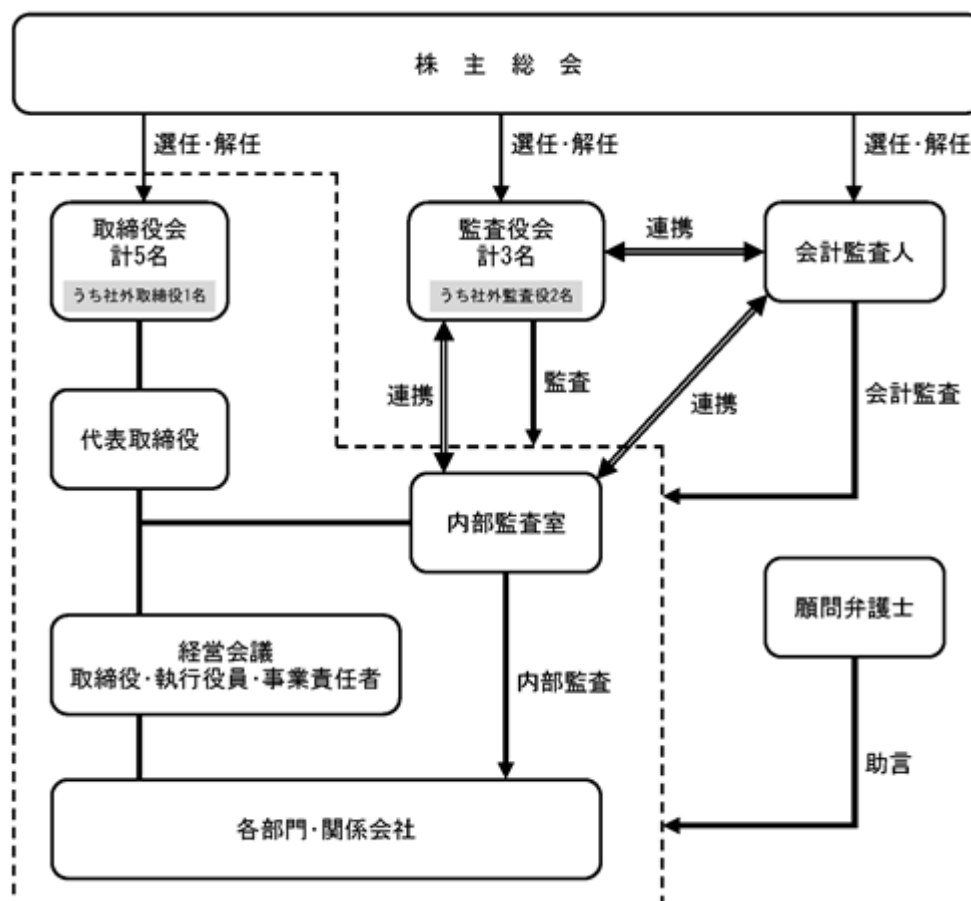 株 主 総 会
選任・解任
選任・解任
選任・解任
取締役会
計5名
うち社外取締役1名
監査役会
計3名
うち社外監査役2名
連携
会計監査人
連携
監査
連携
会計監査
代表取締役
内部監査室
顧問弁護士
経営会議
取締役・執行役員・事業責任者
内部監査
助言
各部門・関係会社